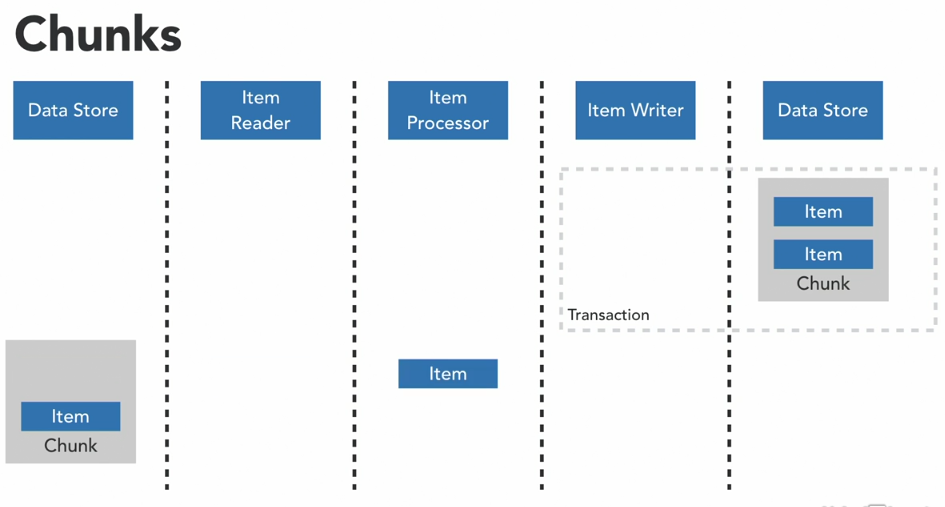 Chunks
Data Store
Item
Reader
Item
Processor
Item Writer
Data Store
Item
Item
Chunk
Transaction
Item
Item
Chunk